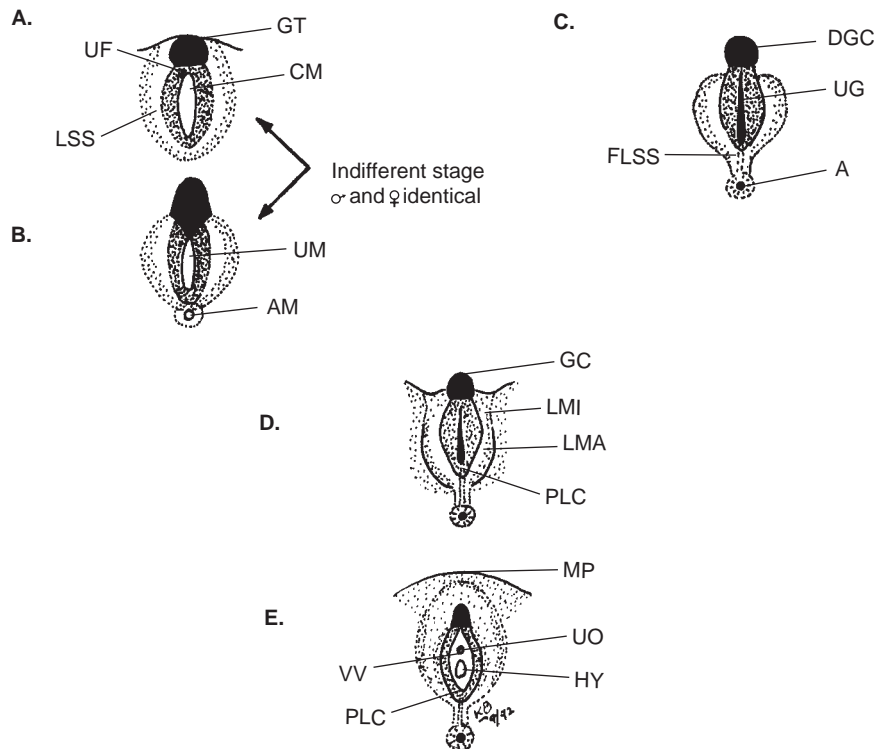 A.
GT
UF
CM
LSS
Indifferent stage
♂ and ♀ identical
B.
UM
AM
C.
DGC
UG
FLSS
A
D.
GC
LMI
LMA
PLC
E.
MP
UO
VV
HY
PLC